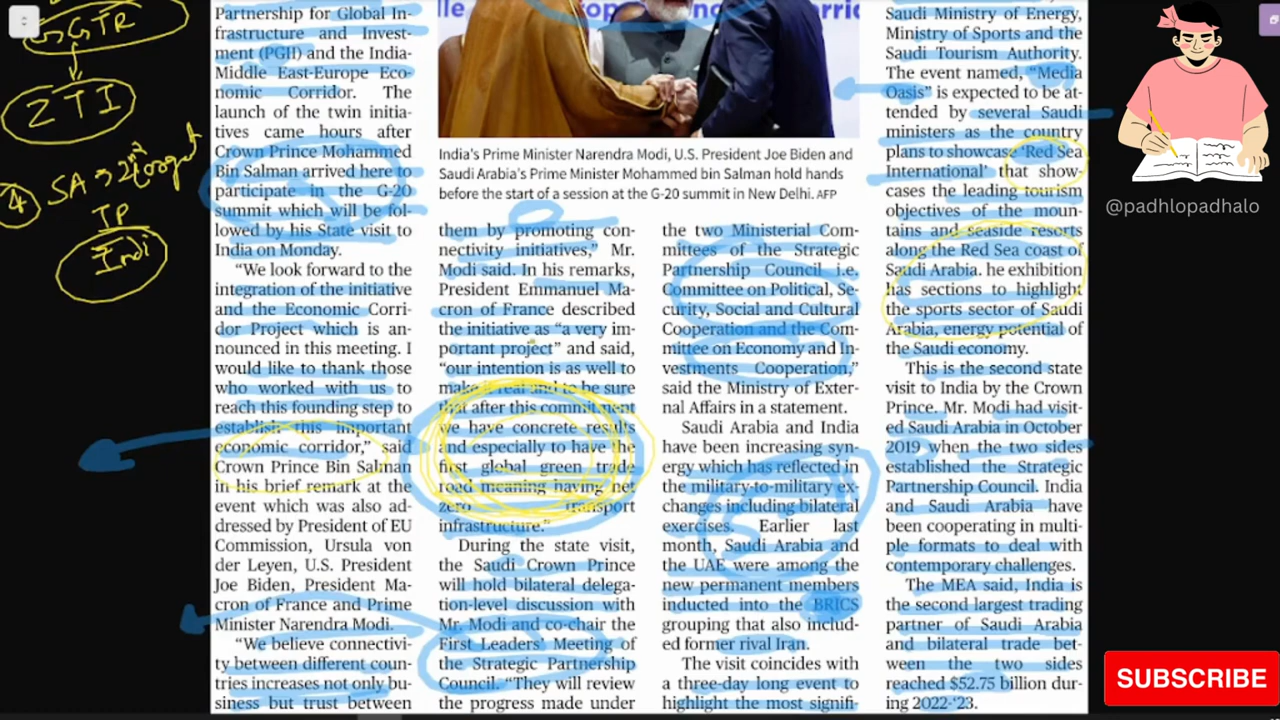 GGTR
ZTI
④ SA → 2nd largest
TP
Indi
Partnership for Global In-
frastructure and Invest-
ment (PGII) and the India-
Middle East-Europe Eco-
nomic Corridor. The
launch of the twin initia-
tives came hours after
Crown Prince Mohammed
Bin Salman arrived here to
participate in the G-20
summit which will be fol-
lowed by his State visit to
India on Monday.
“We look forward to the
integration of the initiative
and the Economic Corri-
dor Project which is an-
nounced in this meeting. I
would like to thank those
who worked with us to
reach this founding step to
establish this important
economic corridor,” said
Crown Prince Bin Salman
in his brief remark at the
event which was also ad-
dressed by President of EU
Commission, Ursula von
der Leyen, U.S. President
Joe Biden, President Ma-
cron of France and Prime
Minister Narendra Modi.
“We believe connectivi-
ty between different coun-
tries increases not only bu-
siness but trust between
India's Prime Minister Narendra Modi, U.S. President Joe Biden and
Saudi Arabia's Prime Minister Mohammed bin Salman hold hands
before the start of a session at the G-20 summit in New Delhi. AFP
them by promoting con-
nectivity initiatives,” Mr.
Modi said. In his remarks,
President Emmanuel Ma-
cron of France described
the initiative as “a very im-
portant project” and said,
“our intention is as well to
make it real and to be sure
that after this commitment
we have concrete results
and especially to have the
first global green trade
road meaning having net
zero transport
infrastructure.”
During the state visit,
the Saudi Crown Prince
will hold bilateral delega-
tion-level discussion with
Mr. Modi and co-chair the
First Leaders' Meeting of
the Strategic Partnership
Council. “They will review
the progress made under
the two Ministerial Com-
mittees of the Strategic
Partnership Council i.e.
Committee on Political, Se-
curity, Social and Cultural
Cooperation and the Com-
mittee on Economy and In-
vestments Cooperation,”
said the Ministry of Exter-
nal Affairs in a statement.
Saudi Arabia and India
have been increasing syn-
ergy which has reflected in
the military-to-military ex-
changes including bilateral
exercises. Earlier last
month, Saudi Arabia and
the UAE were among the
new permanent members
inducted into the BRICS
grouping that also includ-
ed former rival Iran.
The visit coincides with
a three-day long event to
highlight the most signifi-
Saudi Ministry of Energy,
Ministry of Sports and the
Saudi Tourism Authority.
The event named, “Media
Oasis” is expected to be at-
tended by several Saudi
ministers as the country
plans to showcase ‘Red Sea
International’ that show-
cases the leading tourism
objectives of the moun-
tains and seaside resorts
along the Red Sea coast of
Saudi Arabia. he exhibition
has sections to highlight
the sports sector of Saudi
Arabia, energy potential of
the Saudi economy.
This is the second state
visit to India by the Crown
Prince. Mr. Modi had visit-
ed Saudi Arabia in October
2019 when the two sides
established the Strategic
Partnership Council. India
and Saudi Arabia have
been cooperating in multi-
ple formats to deal with
contemporary challenges.
The MEA said, India is
the second largest trading
partner of Saudi Arabia
and bilateral trade bet-
ween the two sides
reached $52.75 billion dur-
ing 2022-‘23.
@padhlopadhalo
SUBSCRIBE